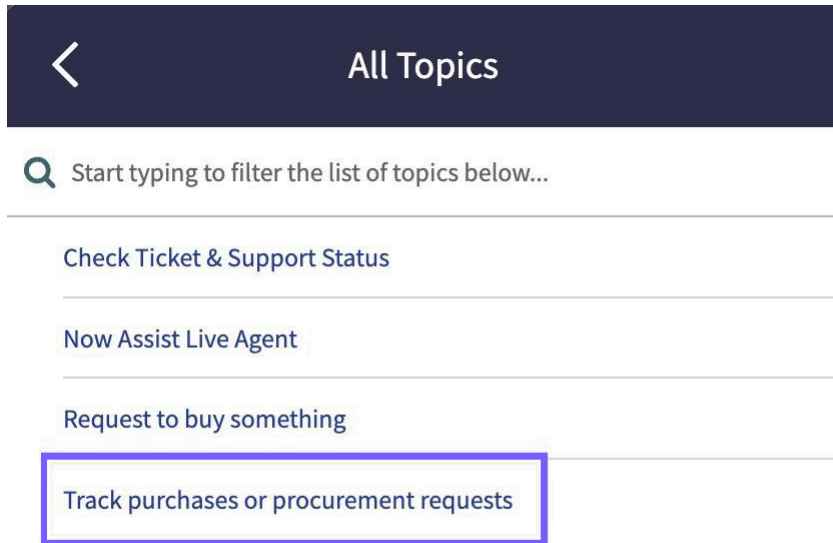 All Topics
Start typing to filter the list of topics below...
Check Ticket & Support Status
Now Assist Live Agent
Request to buy something
Track purchases or procurement requests